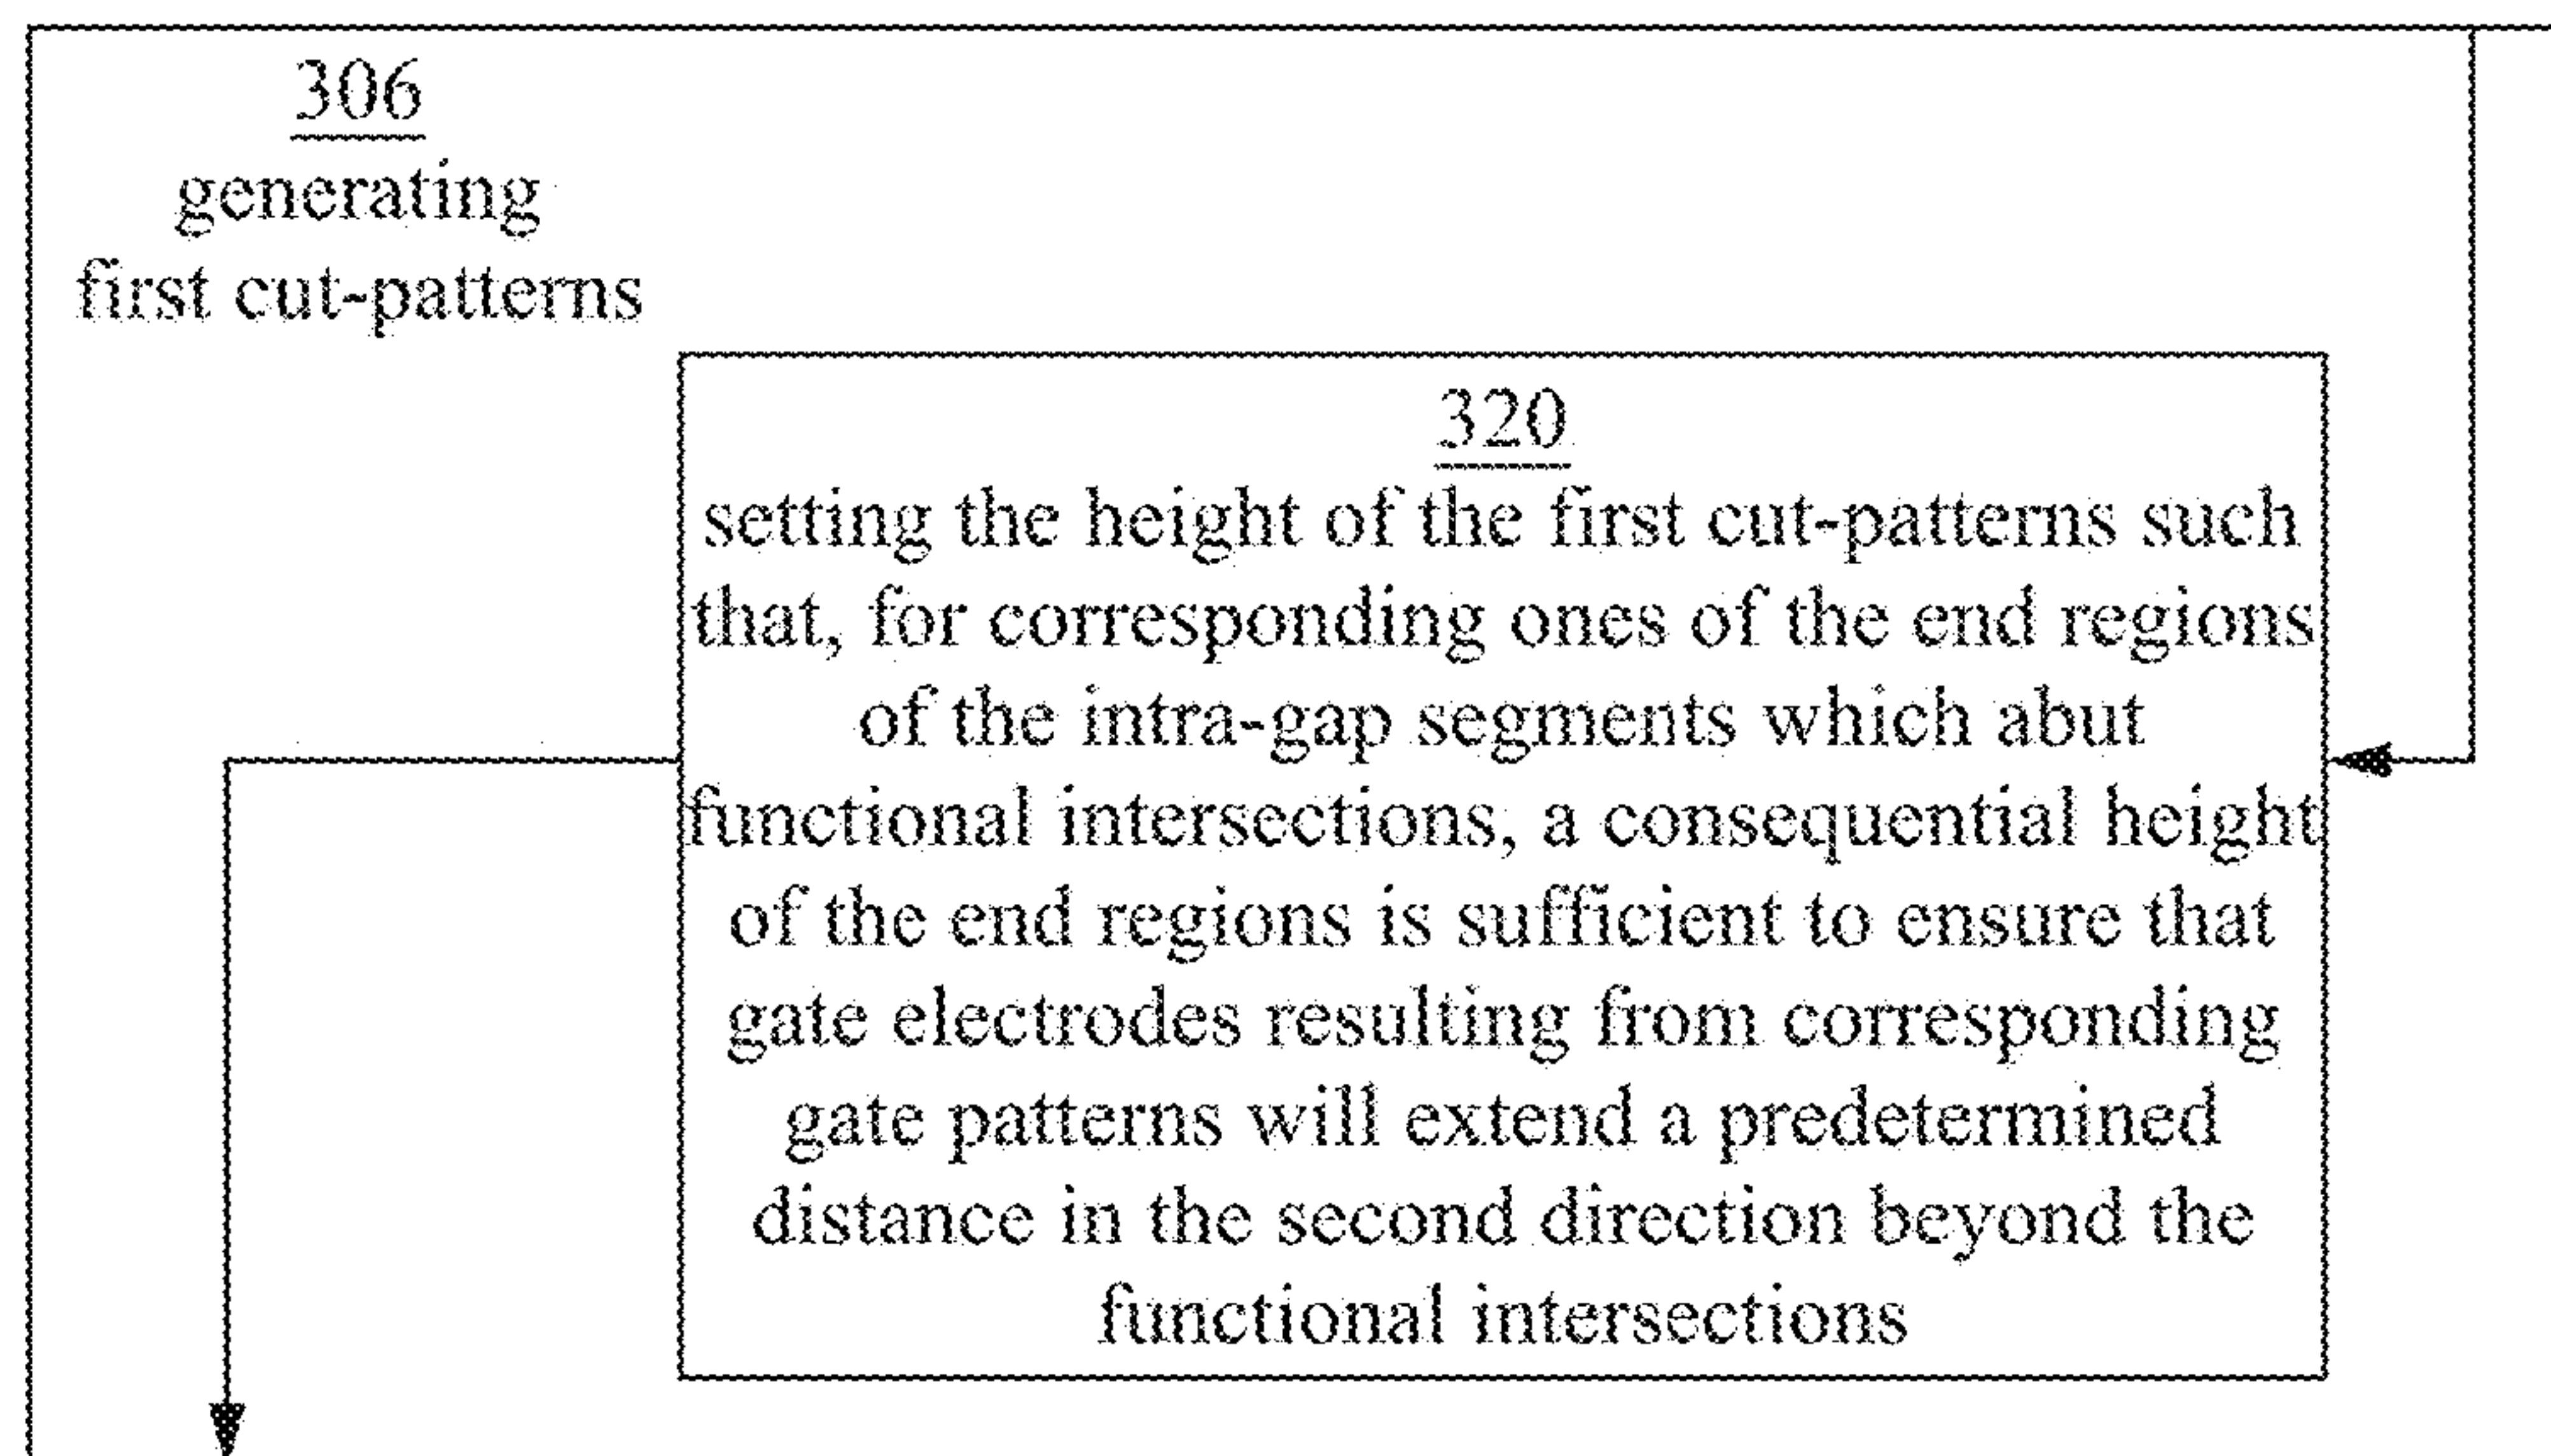 306
generating
first cut-patterns
320
setting the height of the first cut-patterns such
that, for corresponding ones of the end regions
of the intra-gap segments which abut
functional intersections, a consequential height
of the end regions is sufficient to ensure that
gate electrodes resulting from corresponding
gate patterns will extend a predetermined
distance in the second direction beyond the
functional intersections